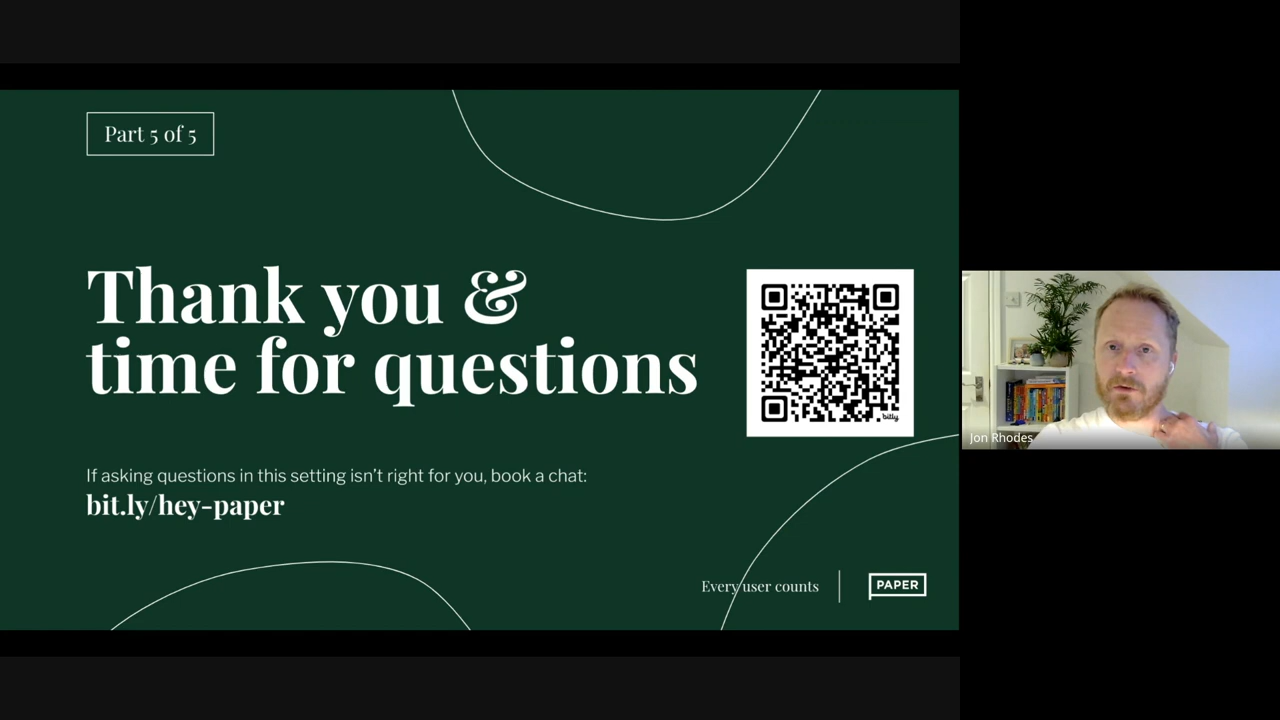 Part 5 of 5
Thank you &
time for questions
bitly
If asking questions in this setting isn’t right for you, book a chat:
bit.ly/hey-paper
Every user counts
PAPER
Jon Rhodes